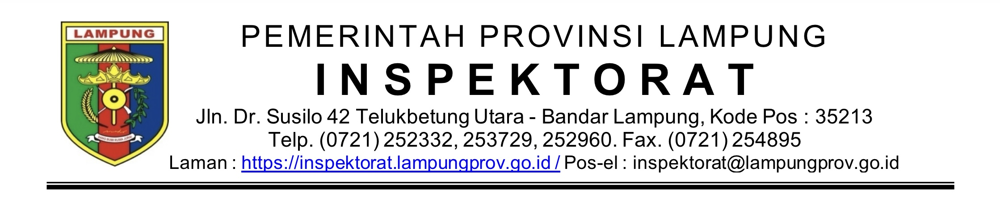 LAMPUNG
PEMERINTAH PROVINSI LAMPUNG
INSPEKTORAT
Jln. Dr. Susilo 42 Telukbetung Utara - Bandar Lampung, Kode Pos : 35213
Telp. (0721) 252332, 253729, 252960. Fax. (0721) 254895
Laman : https://inspektorat.lampungprov.go.id / Pos-el : inspektorat@lampungprov.go.id
SANG BUMI RUWA JURAI